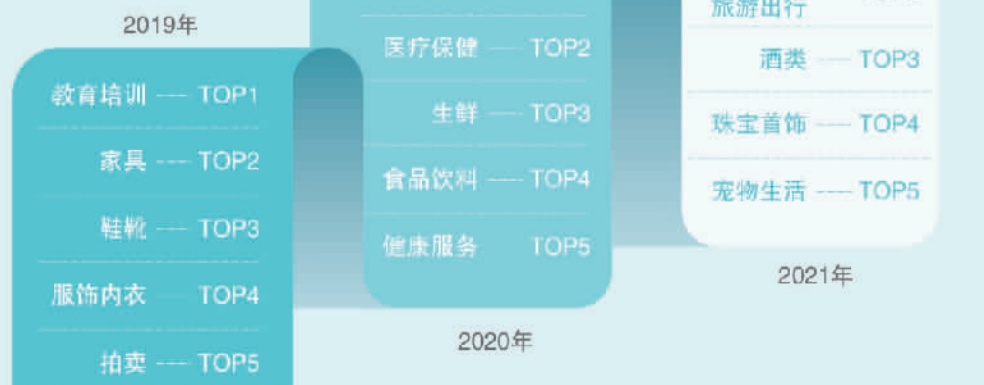 2019年
教育培训 TOP1
家具 TOP2
鞋靴 TOP3
服饰内衣 TOP4
拍卖 TOP5
医疗保健 TOP2
生鲜 TOP3
食品饮料 TOP4
健康服务 TOP5
2020年
旅游出行
酒类 TOP3
珠宝首饰 TOP4
宠物生活 TOP5
2021年